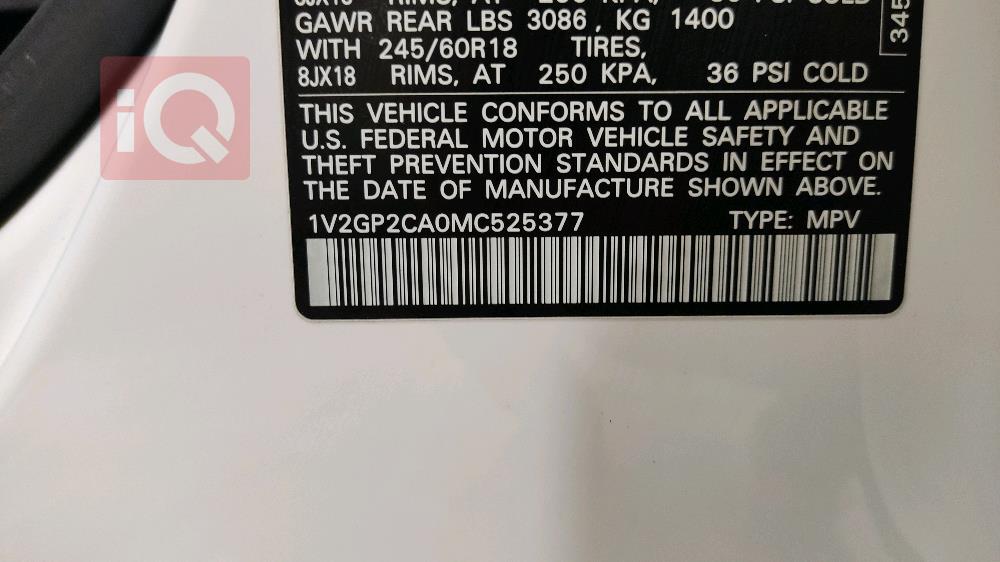 GAWR REAR LBS 3086, KG 1400
WITH 245/60R18 TIRES,
8JX18 RIMS, AT 250 KPA, 36 PSI COLD
THIS VEHICLE CONFORMS TO ALL APPLICABLE
U.S. FEDERAL MOTOR VEHICLE SAFETY AND
THEFT PREVENTION STANDARDS IN EFFECT ON
THE DATE OF MANUFACTURE SHOWN ABOVE.
1V2GP2CA0MC525377 TYPE: MPV
345
iQ